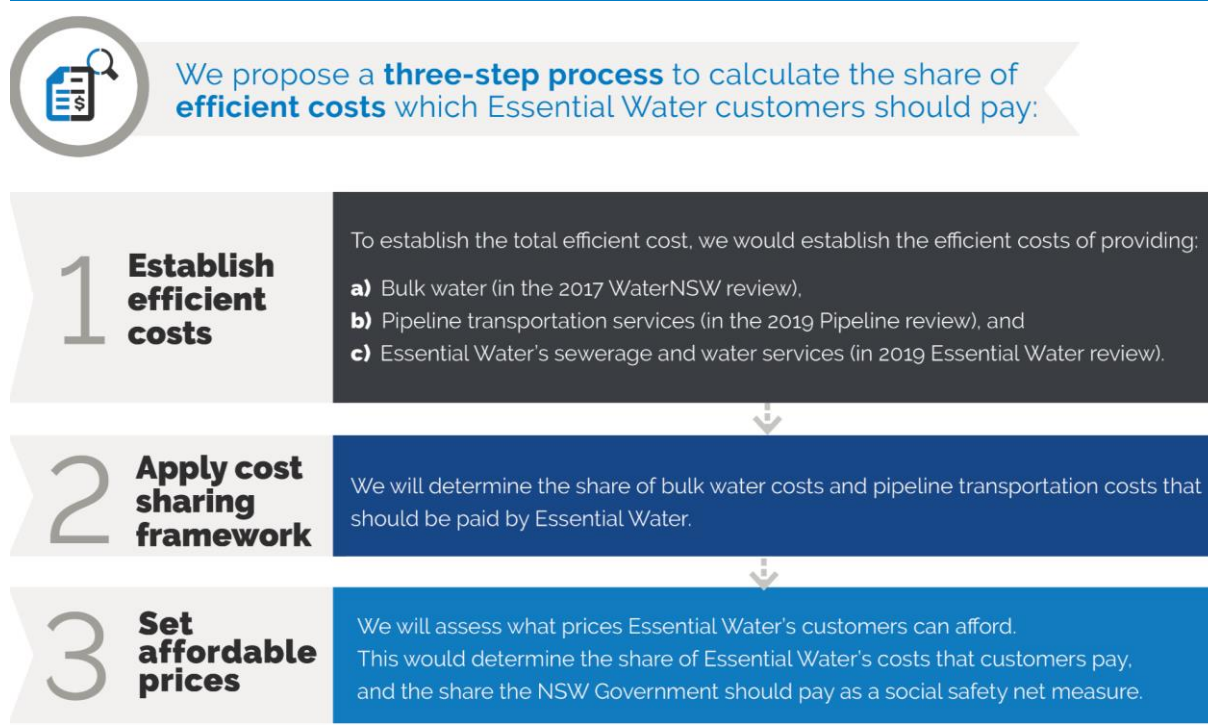 $
We propose a three-step process to calculate the share of
efficient costs which Essential Water customers should pay:
1
Establish
efficient
costs
To establish the total efficient cost, we would establish the efficient costs of providing:
a) Bulk water (in the 2017 WaterNSW review),
b) Pipeline transportation services (in the 2019 Pipeline review), and
c) Essential Water's sewerage and water services (in 2019 Essential Water review).
2
Apply cost
sharing
framework
We will determine the share of bulk water costs and pipeline transportation costs that
should be paid by Essential Water.
3
Set
affordable
prices
We will assess what prices Essential Water's customers can afford.
This would determine the share of Essential Water's costs that customers pay,
and the share the NSW Government should pay as a social safety net measure.